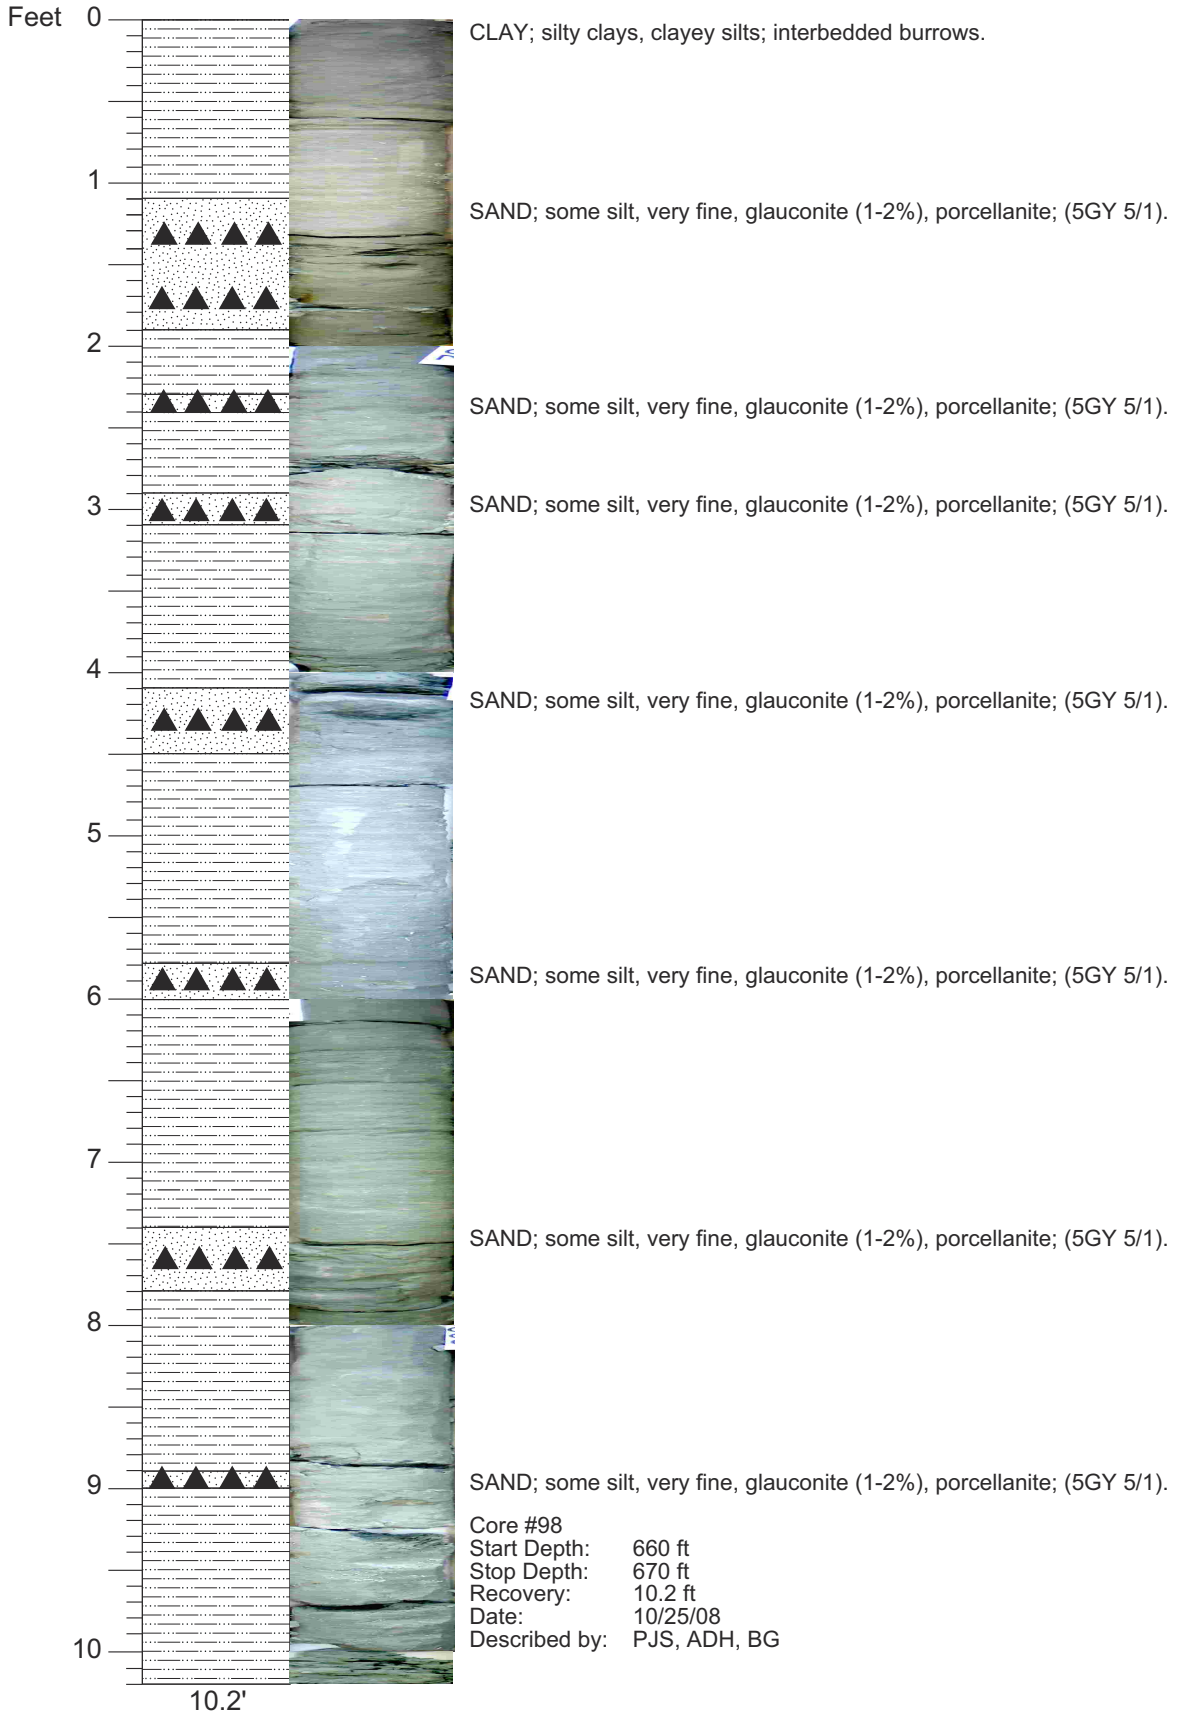 Feet 0
CLAY; silty clays, clayey silts; interbedded burrows.
1
SAND; some silt, very fine, glauconite (1-2%), porcellanite; (5GY 5/1).
2
SAND; some silt, very fine, glauconite (1-2%), porcellanite; (5GY 5/1).
3
SAND; some silt, very fine, glauconite (1-2%), porcellanite; (5GY 5/1).
4
SAND; some silt, very fine, glauconite (1-2%), porcellanite; (5GY 5/1).
5
SAND; some silt, very fine, glauconite (1-2%), porcellanite; (5GY 5/1).
6
7
SAND; some silt, very fine, glauconite (1-2%), porcellanite; (5GY 5/1).
8
9
SAND; some silt, very fine, glauconite (1-2%), porcellanite; (5GY 5/1).
Core #98
Start Depth: 660 ft
Stop Depth: 670 ft
Recovery: 10.2 ft
Date: 10/25/08
Described by: PJS, ADH, BG
10
10.2'